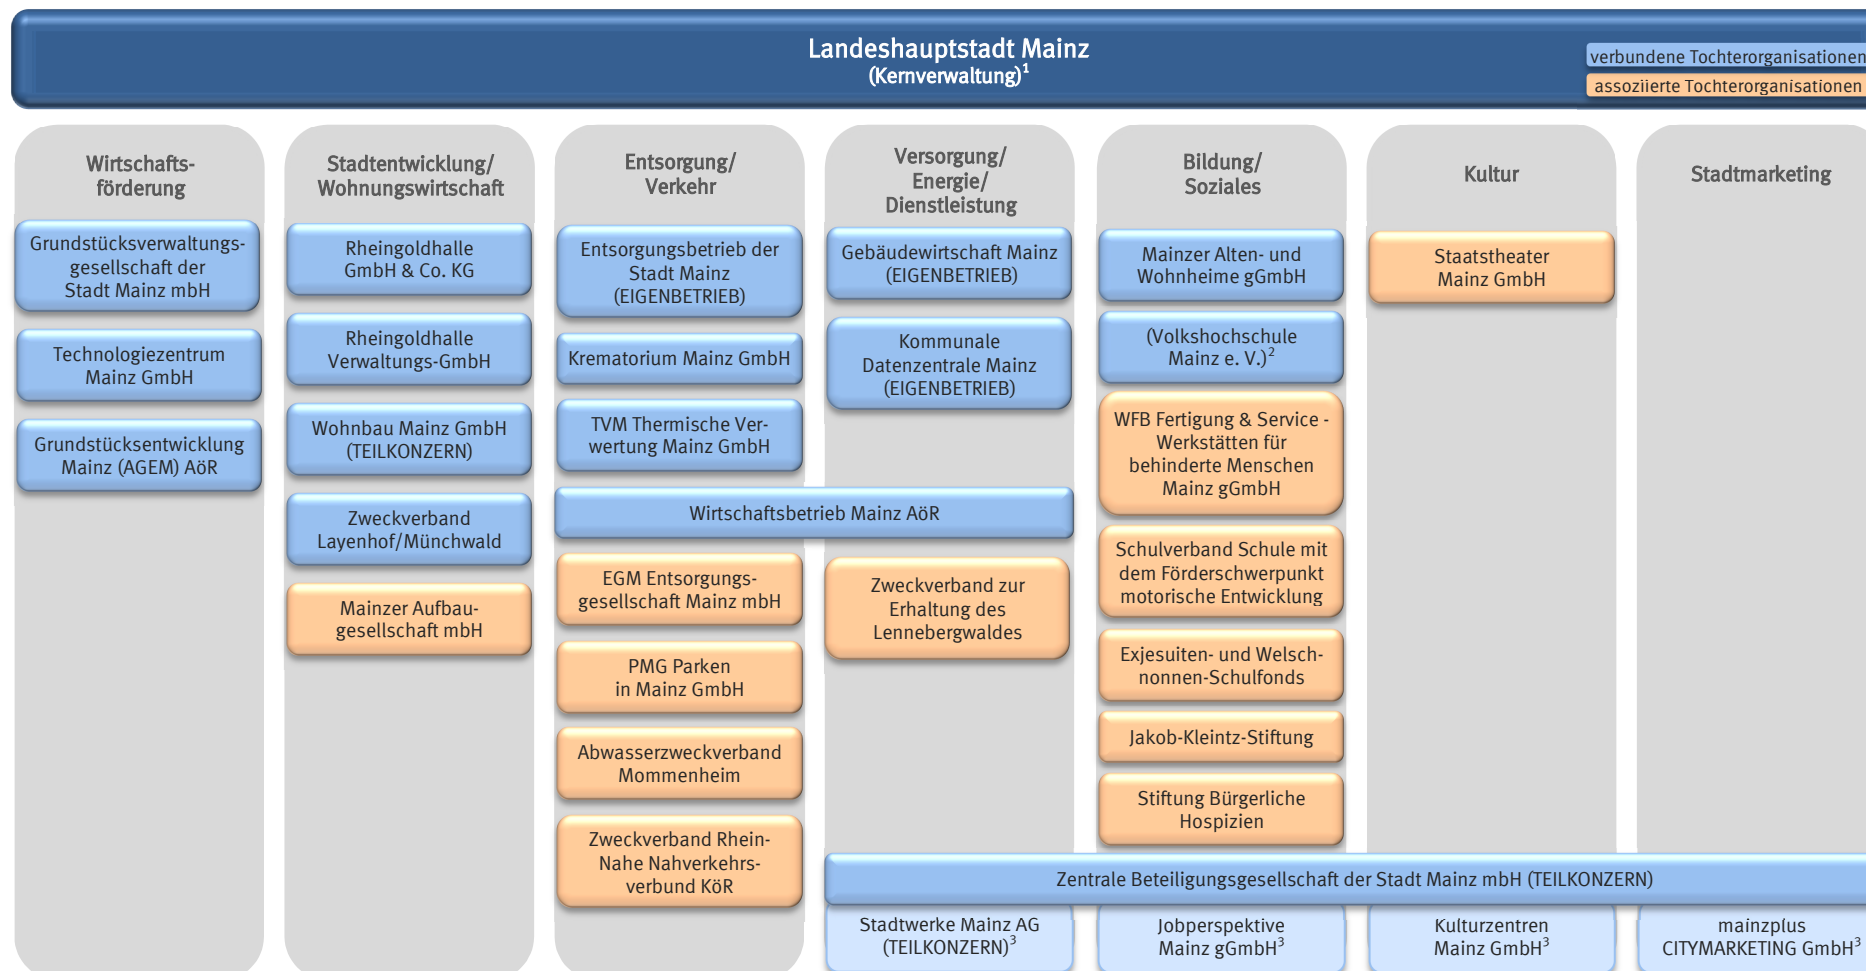 Landeshauptstadt Mainz
(Kernverwaltung)¹
verbundene Tochterorganisationen
assoziierte Tochterorganisationen
Wirtschafts-
förderung
Grundstücksverwaltungs-
gesellschaft der
Stadt Mainz mbH
Technologiezentrum
Mainz GmbH
Grundstücksentwicklung
Mainz (AGEM) AöR
Stadtentwicklung/
Wohnungswirtschaft
Rheingoldhalle
GmbH & Co. KG
Rheingoldhalle
Verwaltungs-GmbH
Wohnbau Mainz GmbH
(TEILKONZERN)
Zweckverband
Layenhof/Münchwald
Mainzer Aufbau-
gesellschaft mbH
Entsorgung/
Verkehr
Entsorgungsbetrieb der
Stadt Mainz
(EIGENBETRIEB)
Krematorium Mainz GmbH
TVM Thermische Ver-
wertung Mainz GmbH
Wirtschaftsbetrieb Mainz AöR
EGM Entsorgungs-
gesellschaft Mainz mbH
PMG Parken
in Mainz GmbH
Abwasserzweckverband
Mommenheim
Zweckverband Rhein-
Nahe Nahverkehrs-
verbund KöR
Versorgung/
Energie/
Dienstleistung
Gebäudewirtschaft Mainz
(EIGENBETRIEB)
Kommunale
Datenzentrale Mainz
(EIGENBETRIEB)
Zweckverband zur
Erhaltung des
Lennebergwaldes
Bildung/
Soziales
Mainzer Alten- und
Wohnheime gGmbH
(Volkshochschule
Mainz e. V.)²
WFB Fertigung & Service -
Werkstätten für
behinderte Menschen
Mainz gGmbH
Schulverband Schule mit
dem Förderschwerpunkt
motorische Entwicklung
Exjesuiten- und Welsch-
nonnen-Schulfonds
Jakob-Kleintz-Stiftung
Stiftung Bürgerliche
Hospizien
Kultur
Staatstheater
Mainz GmbH
Stadtmarketing
Zentrale Beteiligungsgesellschaft der Stadt Mainz mbH (TEILKONZERN)
Stadtwerke Mainz AG
(TEILKONZERN)³
Jobperspektive
Mainz gGmbH³
Kulturzentren
Mainz GmbH³
mainzplus
CITYMARKETING GmbH³